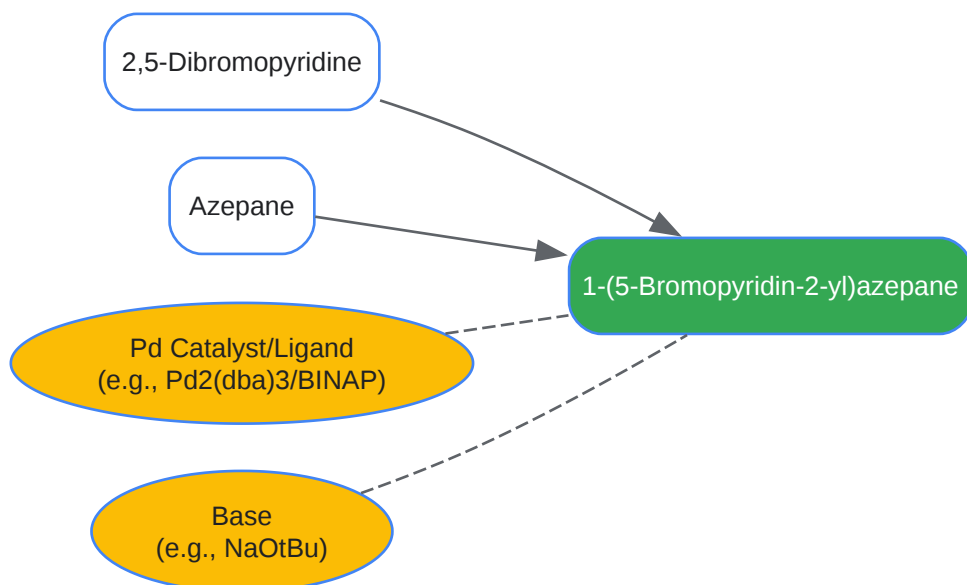 2,5-Dibromopyridine
Azepane
1-(5-Bromopyridin-2-yl)azepane
Pd Catalyst/Ligand
(e.g., Pd2(dba)3/BINAP)
Base
(e.g., NaOtBu)